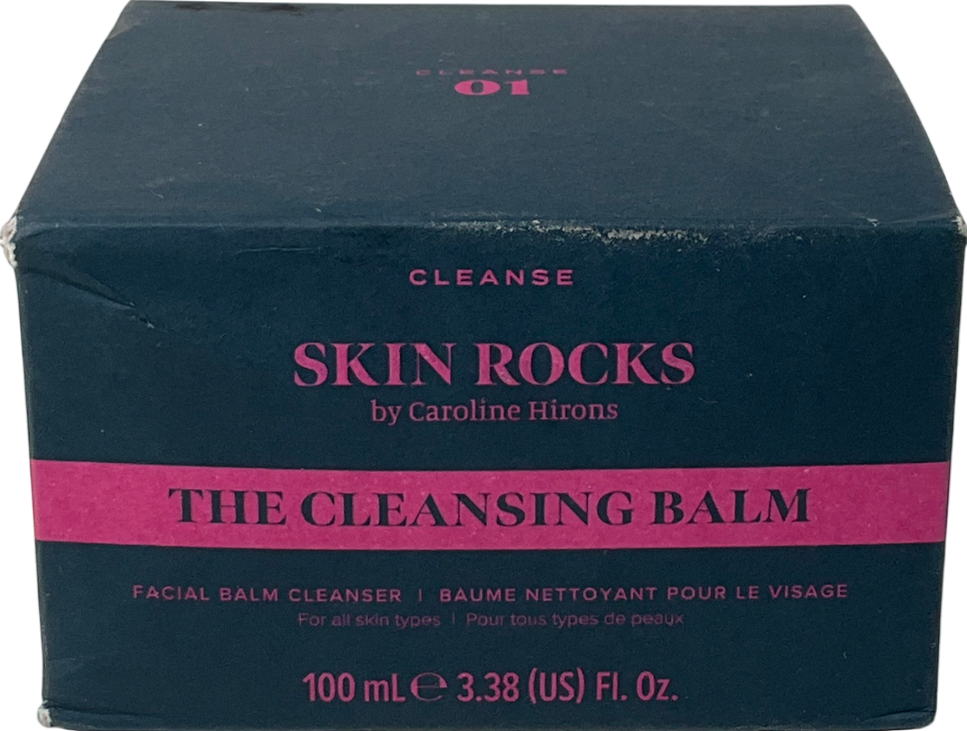 CLEANSE
01
CLEANSE
SKIN ROCKS
by Caroline Hirons
THE CLEANSING BALM
FACIAL BALM CLEANSER | BAUME NETTOYANT POUR LE VISAGE
For all skin types | Pour tous types de peaux
100 mL ℮ 3.38 (US) Fl. Oz.